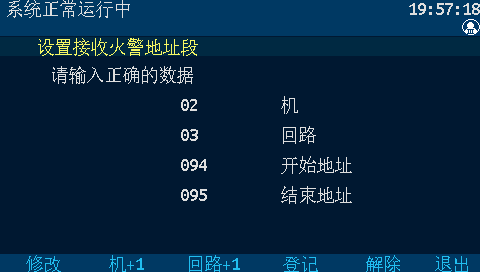 系统正常运行中 19:57:18
设置接收火警地址段
请输入正确的数据
02 机
03 回路
094 开始地址
095 结束地址
修改 机+1 回路+1 登记 解除 退出